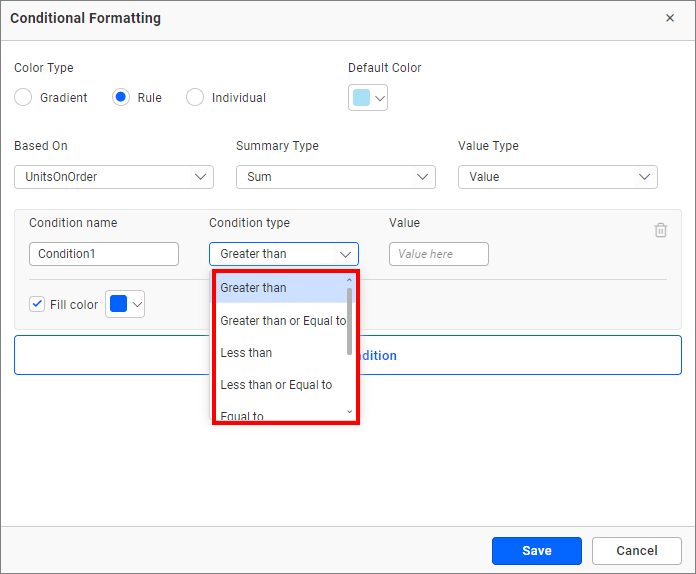 Conditional Formatting
Color Type
Default Color
Gradient
Rule
Individual
Based On
Summary Type
Value Type
UnitsOnOrder
Sum
Value
Condition name
Condition type
Value
Condition1
Greater than
Value here
Fill color
Greater than
Greater than or Equal to
Less than
Less than or Equal to
Equal to
dition
Save
Cancel